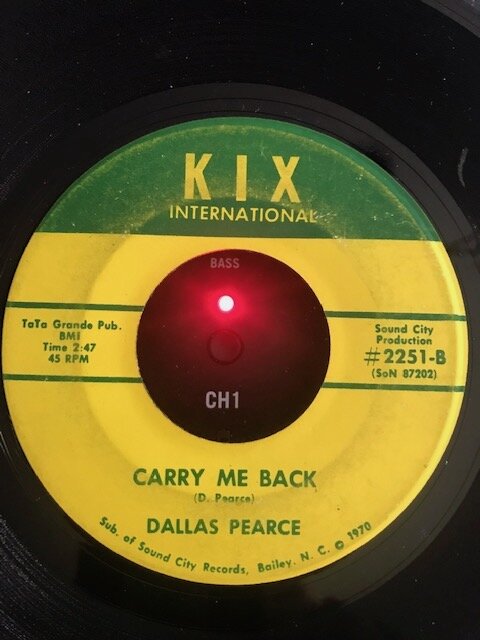 KIX
INTERNATIONAL
BASS
TaTa Grande Pub.
BMI
Time 2:47
45 RPM
Sound City
Production
#2251-B
(SoN 87202)
CH1
CARRY ME BACK
(D. Pearce)
DALLAS PEARCE
Sub. of Sound City Records, Bailey, N. C. © 1970